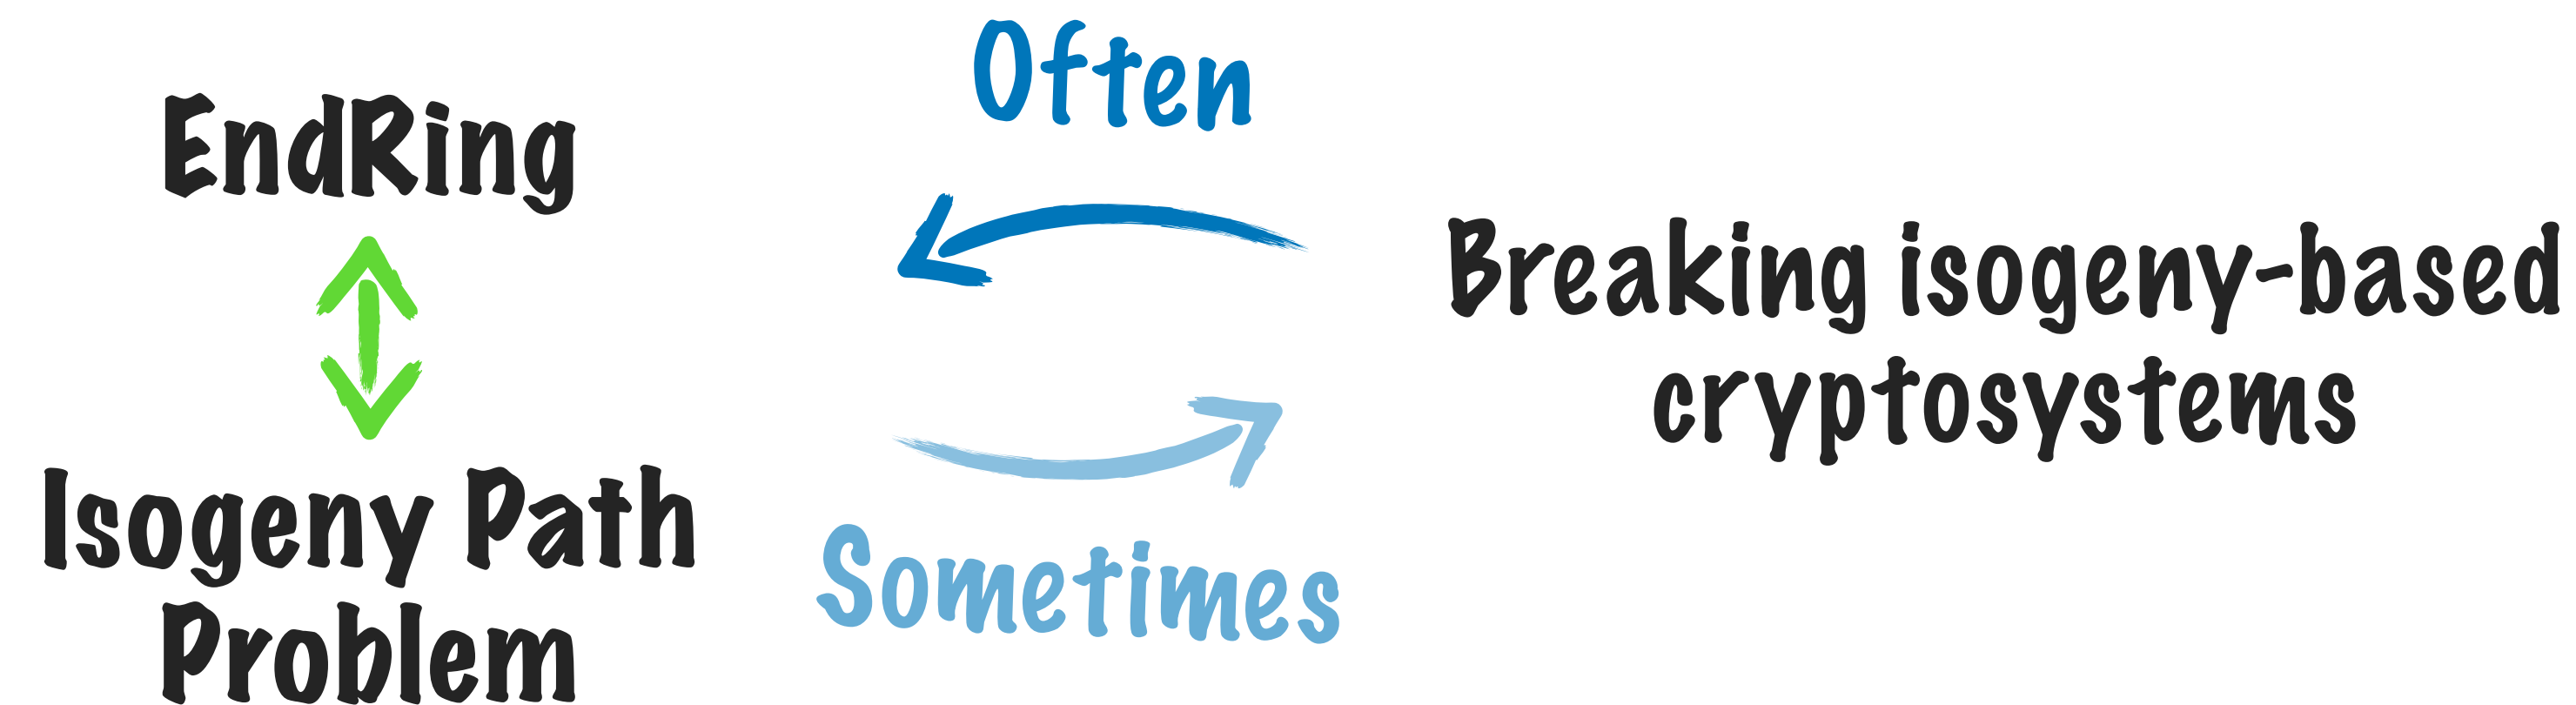 EndRing
Isogeny Path
Problem
Often
Sometimes
Breaking isogeny-based
cryptosystems